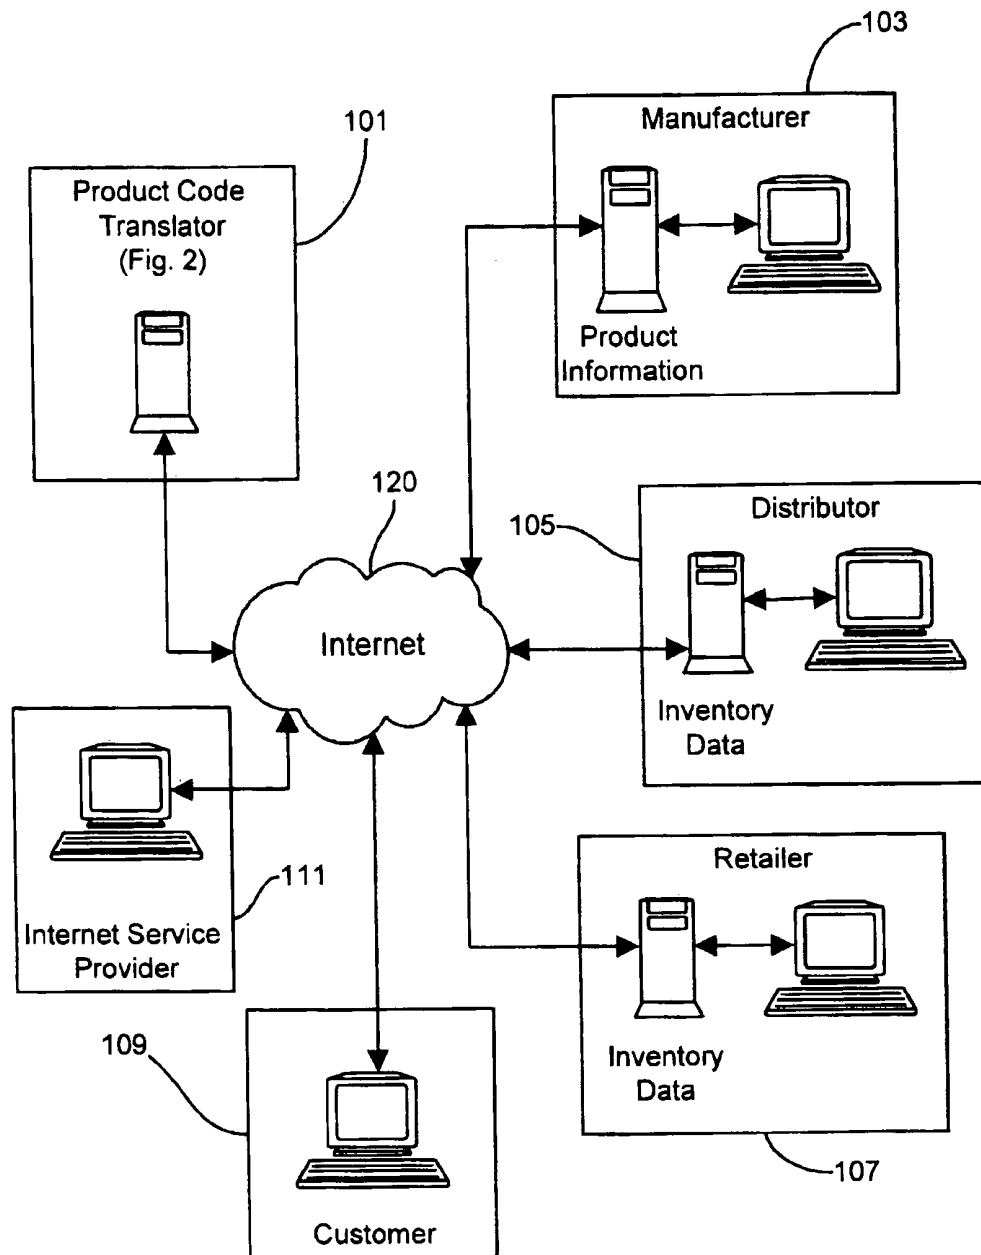 103
Manufacturer
101
Product Code
Translator
(Fig. 2)
Product
Information
120
105
Distributor
Internet
Inventory
Data
Retailer
111
Internet Service
Provider
109
Inventory
Data
107
Customer